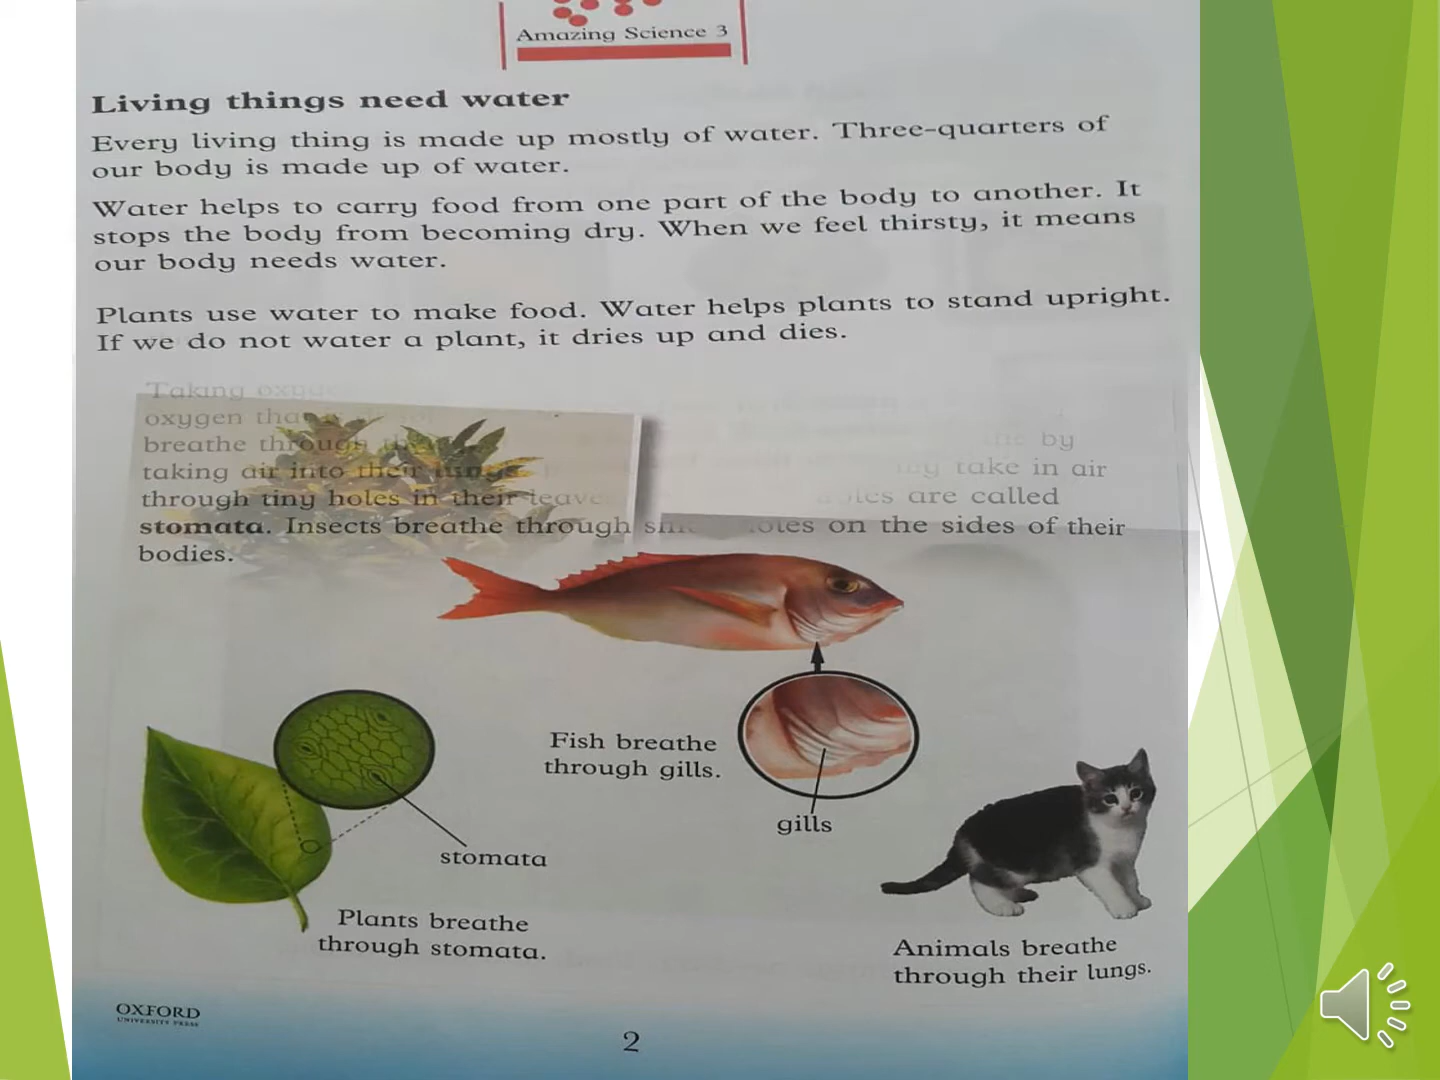 Amazing Science 3
Living things need water
Every living thing is made up mostly of water. Three-quarters of
our body is made up of water.
Water helps to carry food from one part of the body to another. It
stops the body from becoming dry. When we feel thirsty, it means
our body needs water.
Plants use water to make food. Water helps plants to stand upright.
If we do not water a plant, it dries up and dies.
Taking
oxygen
breathe through by
taking air into their lungs take in air
through tiny holes in their are called
stomata. Insects breathe through on the sides of their
bodies.
Fish breathe
through gills.
gills
stomata
Plants breathe
through stomata.
Animals breathe
through their lungs.
OXFORD
UNIVERSITY PRESS
2